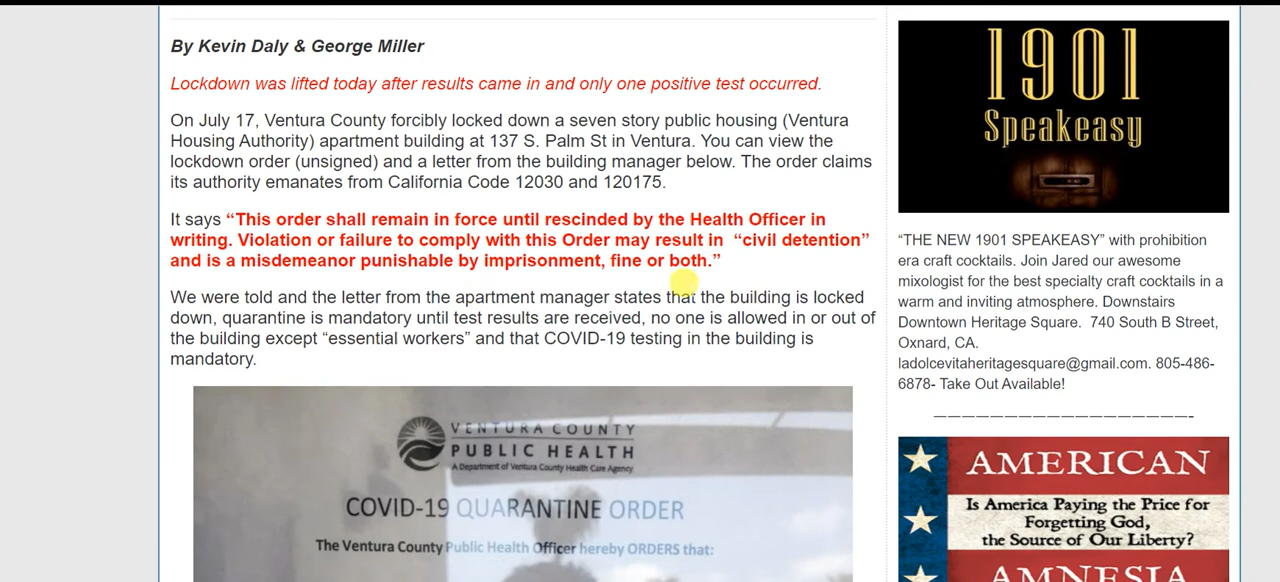 By Kevin Daly & George Miller
Lockdown was lifted today after results came in and only one positive test occurred.
On July 17, Ventura County forcibly locked down a seven story public housing (Ventura
Housing Authority) apartment building at 137 S. Palm St in Ventura. You can view the
lockdown order (unsigned) and a letter from the building manager below. The order claims
its authority emanates from California Code 12030 and 120175.
It says “This order shall remain in force until rescinded by the Health Officer in
writing. Violation or failure to comply with this Order may result in “civil detention”
and is a misdemeanor punishable by imprisonment, fine or both.”
We were told and the letter from the apartment manager states that the building is locked
down, quarantine is mandatory until test results are received, no one is allowed in or out of
the building except “essential workers” and that COVID-19 testing in the building is
mandatory.
VENTURA COUNTY
PUBLIC HEALTH
A Department of Ventura County Health Care Agency
COVID-19 QUARANTINE ORDER
The Ventura County Public Health Officer hereby ORDERS that:
1901
Speakeasy
“THE NEW 1901 SPEAKEASY” with prohibition
era craft cocktails. Join Jared our awesome
mixologist for the best specialty craft cocktails in a
warm and inviting atmosphere. Downstairs
Downtown Heritage Square. 740 South B Street,
Oxnard, CA.
ladolcevitaheritagesquare@gmail.com. 805-486-
6878- Take Out Available!
———————————————————-
AMERICAN
Is America Paying the Price for
Forgetting God,
the Source of Our Liberty?
AMNESIA